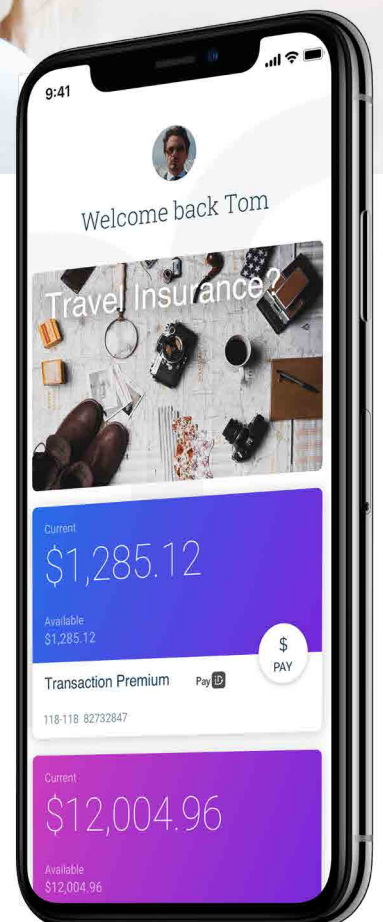 9:41
Welcome back Tom
Travel Insurance?
Current
$1,285.12
Available
$1,285.12
$
PAY
Transaction Premium
Pay iD
118-118 82732847
Current
$12,004.96
Available
$12,004.96